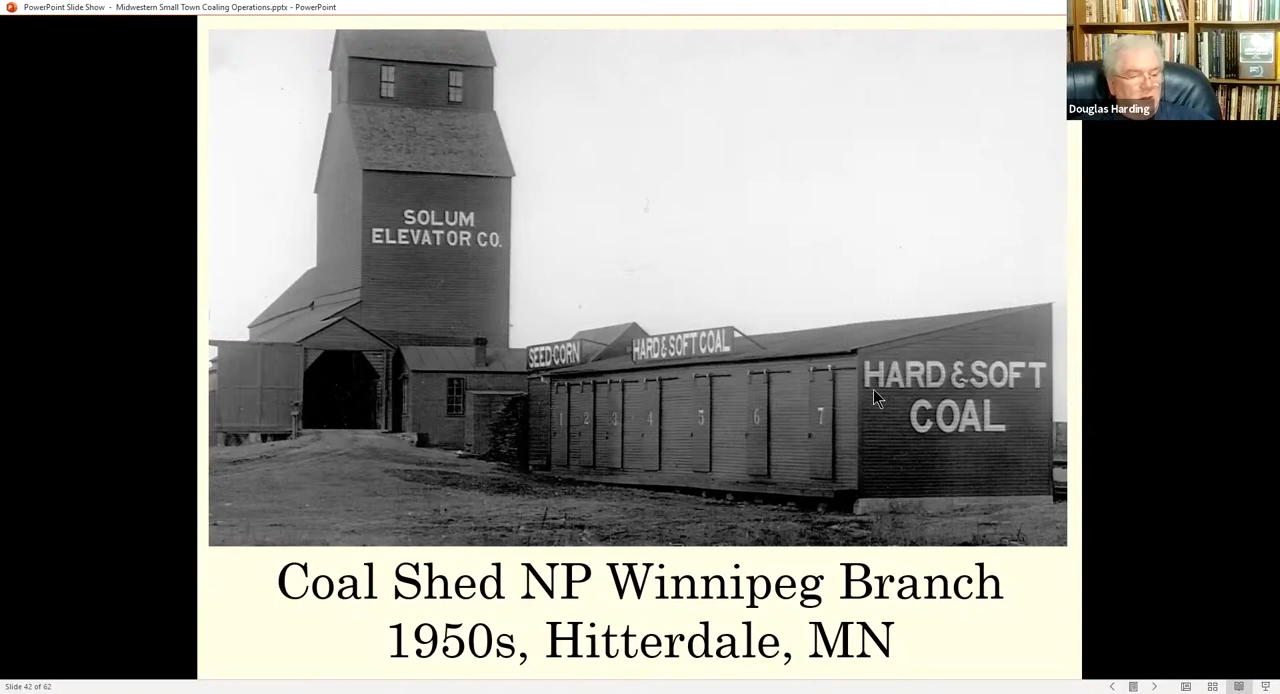 PowerPoint Slide Show - Midwestern Small Town Coaling Operations.pptx - PowerPoint
Douglas Harding
SOLUM
ELEVATOR CO.
SEED-CORN
HARD & SOFT COAL
HARD & SOFT
COAL
1 2 3 4 5 6 7
Coal Shed NP Winnipeg Branch
1950s, Hitterdale, MN
Slide 42 of 62